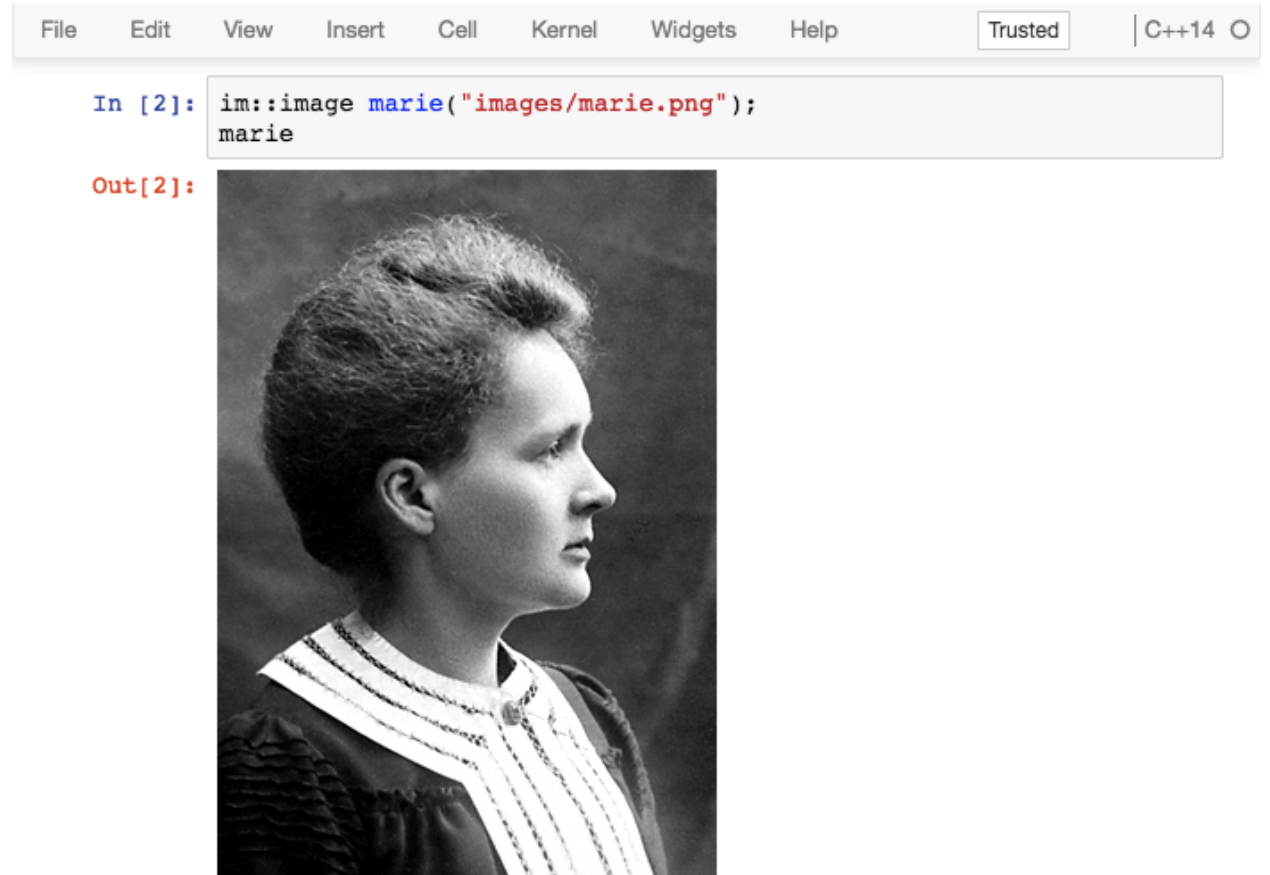 File Edit View Insert Cell Kernel Widgets Help Trusted C++14
In [2]: im::image marie("images/marie.png");
marie
Out[2]: